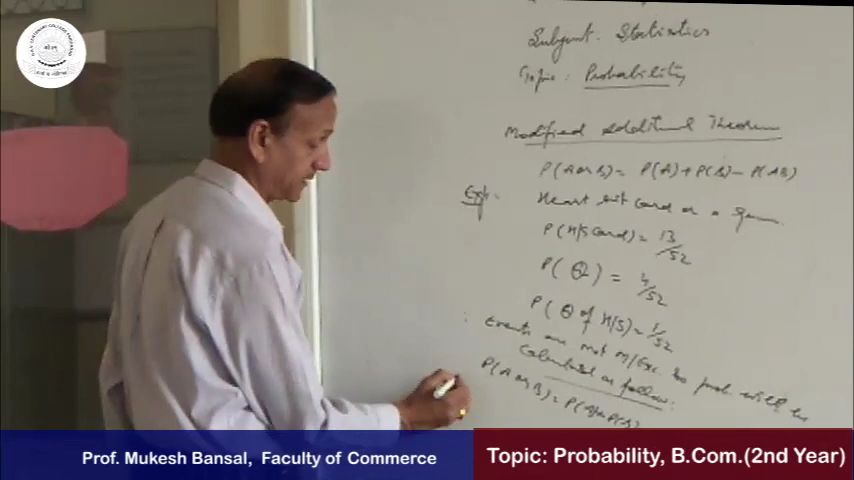 Subject. Statistics
Topic: Probability
Modified Additional Theorem
P(A or B) = P(A) + P(B) - P(AB)
Heart suit card or a Queen
P(H/S Card) = 13/52
P(Q) = 4/52
P(Q of H/S) = 1/52
Events are not M/Exc. so prob. will be
Calculated as follow:
P(A or B) = P(A)+P(B)
Prof. Mukesh Bansal, Faculty of Commerce
Topic: Probability, B.Com.(2nd Year)